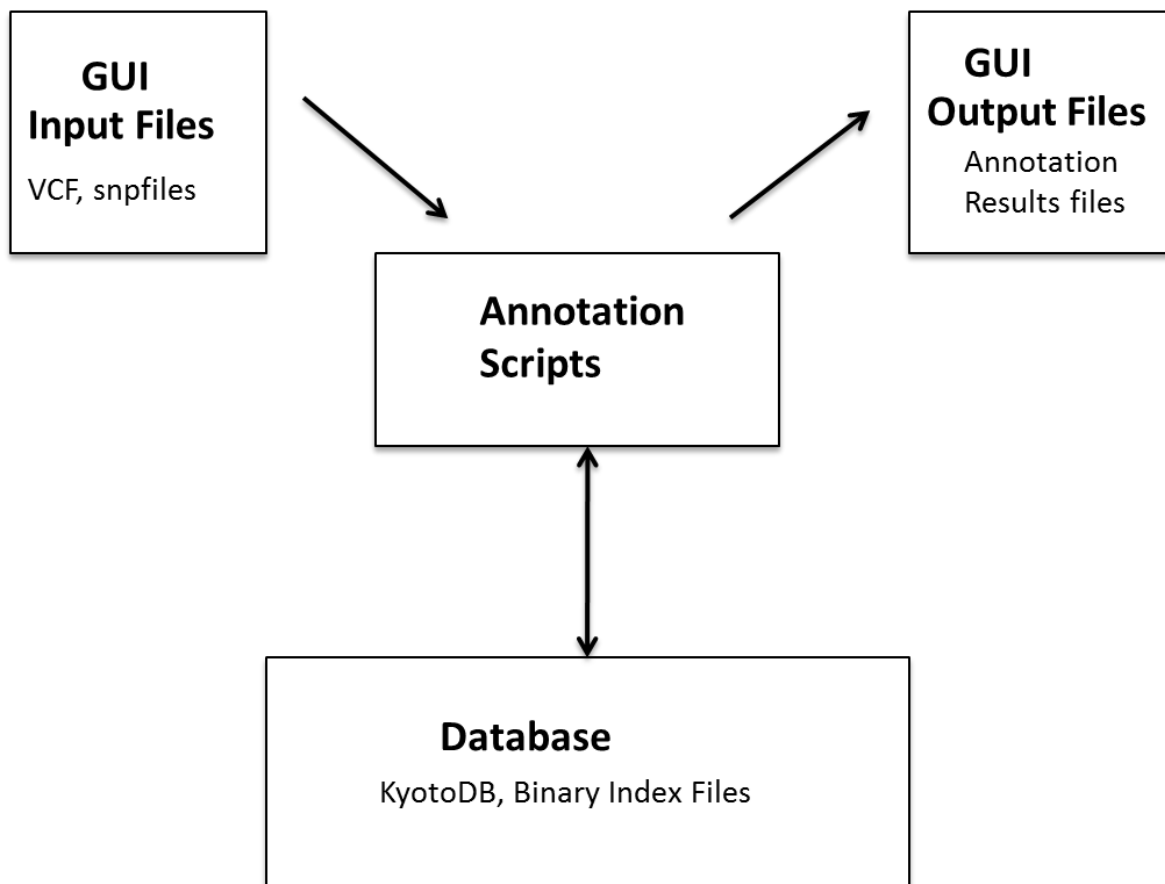 GUI
Input Files
VCF, snpfiles
GUI
Output Files
Annotation
Results files
Annotation
Scripts
Database
KyotoDB, Binary Index Files